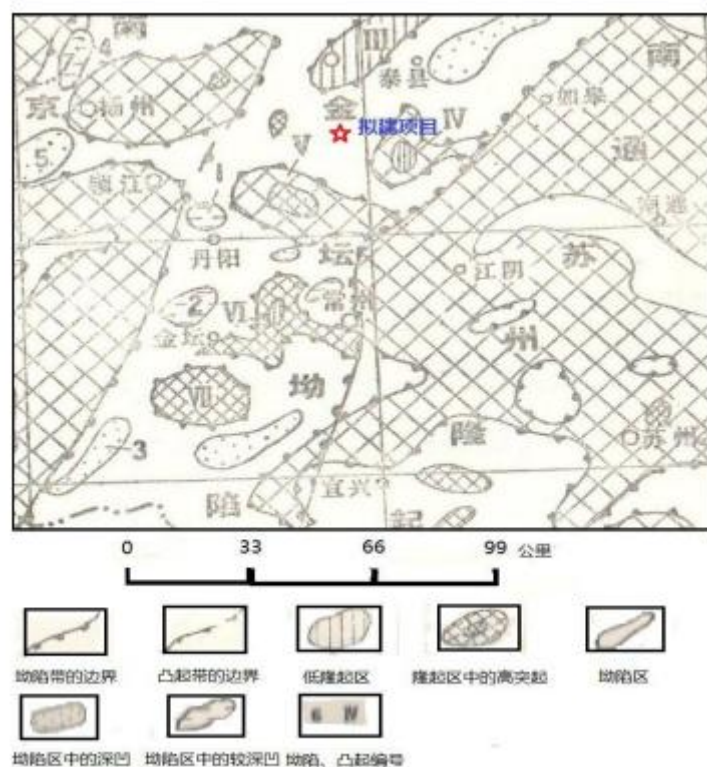 4 Ⅲ 泰县 南
京 扬州 金 Ⅳ 如皋
拟建项目
5 Ⅴ 通
镇江 1 南通
丹阳 坛 苏
江阴
2 Ⅵ 常州 州
金坛
Ⅶ 坳
3 隆 苏州
陷 宜兴 起
0 33 66 99 公里
坳陷带的边界 凸起带的边界 低隆起区 隆起区中的高突起 坳陷区
6 Ⅳ
坳陷区中的深凹 坳陷区中的较深凹 坳陷、凸起编号